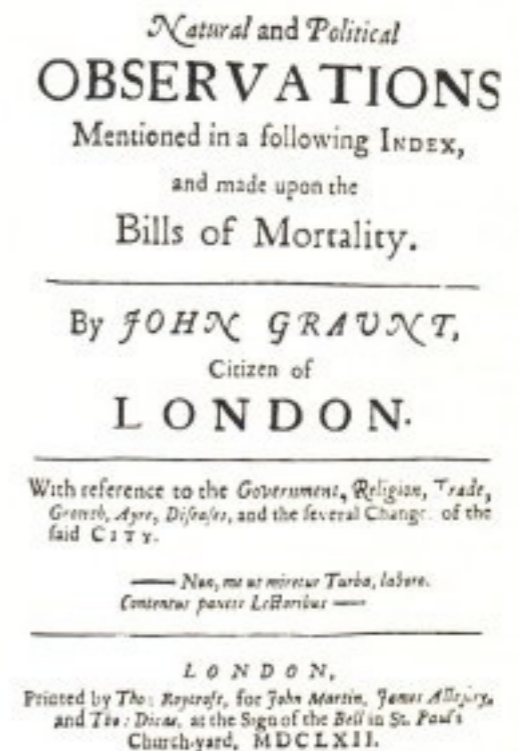 Natural and Political
OBSERVATIONS
Mentioned in a following INDEX,
and made upon the
Bills of Mortality.
By JOHN GRAUNT,
Citizen of
LONDON.
With reference to the Government, Religion, Trade,
Growth, Ayre, Diseases, and the several Change of the
said CITY.
—— Non, me ut miretur Turba, laboro.
Contentus paucis Lectoribus ——
LONDON,
Printed by Tho: Roycroft, for John Martin, James Allestry,
and Tho: Dicas, at the Sign of the Bell in St. Paul's
Church-yard, MDCLXII.